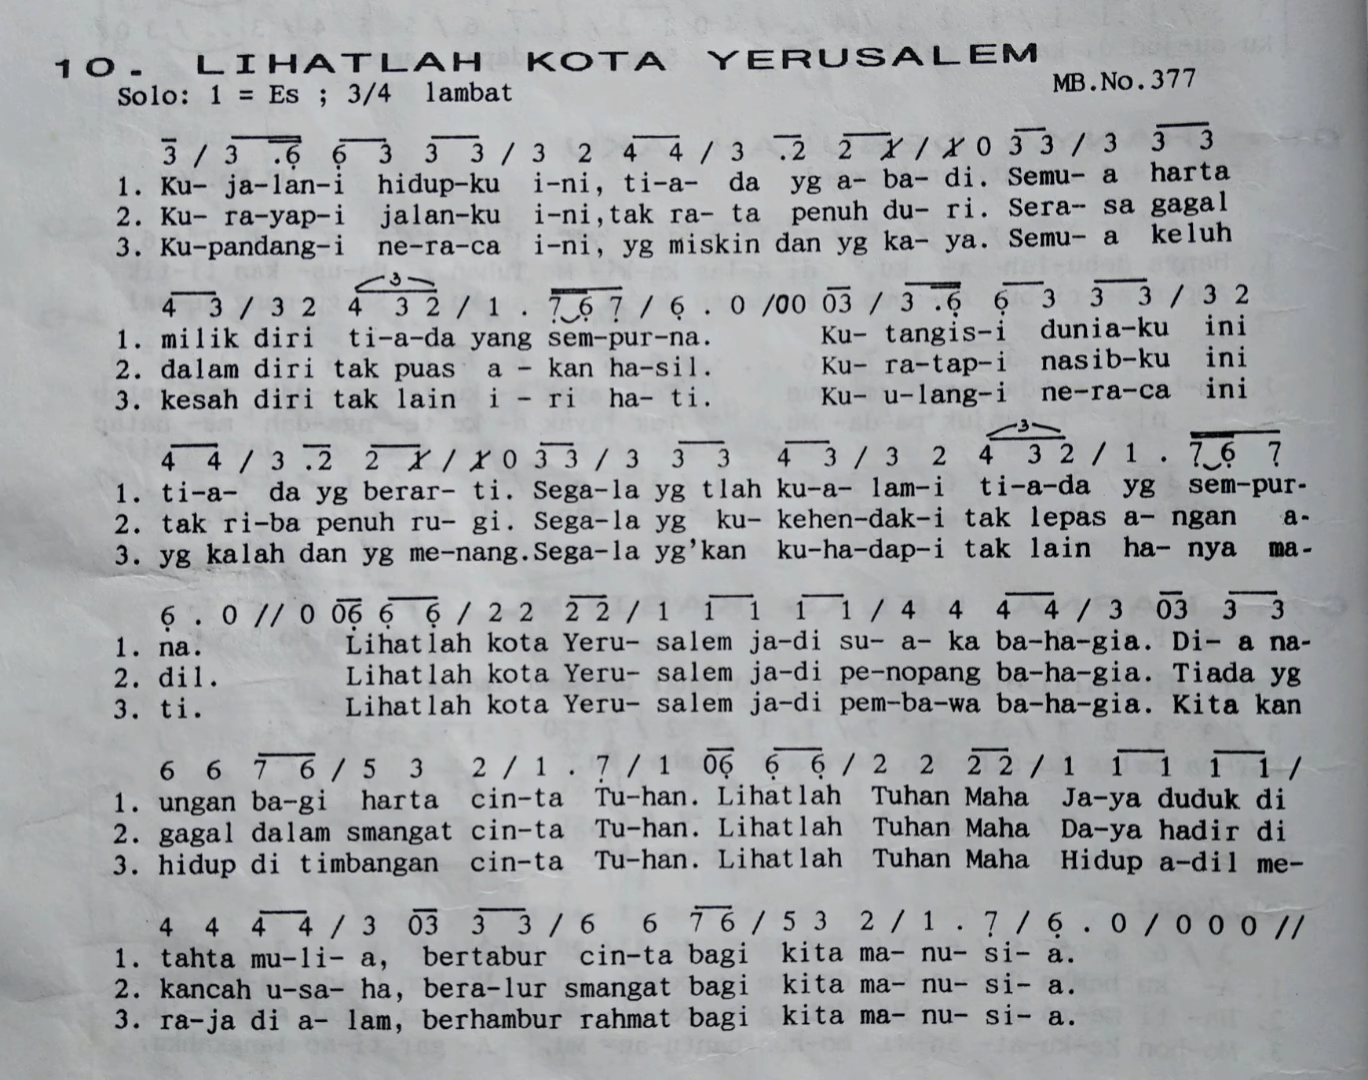 10. LIHATLAH KOTA YERUSALEM
Solo: 1 = Es ; 3/4 lambat
MB.No.377
3 / 3 .6 6 3 3 3 / 3 2 4 4 / 3 .2 2 1 / 1 0 3 3 / 3 3 3
1. Ku- ja-lan-i hidup-ku i-ni, ti-a- da yg a- ba- di. Semu- a harta
2. Ku- ra-yap-i jalan-ku i-ni,tak ra- ta penuh du- ri. Sera- sa gagal
3. Ku-pandang-i ne-ra-ca i-ni, yg miskin dan yg ka- ya. Semu- a keluh
3
4 3 / 3 2 4 3 2 / 1 . 7 6 7 / 6 . 0 /00 03 / 3 .6 6 3 3 3 / 3 2
1. milik diri ti-a-da yang sem-pur-na. Ku- tangis-i dunia-ku ini
2. dalam diri tak puas a - kan ha-sil. Ku- ra-tap-i nasib-ku ini
3. kesah diri tak lain i - ri ha- ti. Ku- u-lang-i ne-ra-ca ini
3
4 4 / 3 .2 2 1 / 1 0 3 3 / 3 3 3 4 3 / 3 2 4 3 2 / 1 . 7 6 7
1. ti-a- da yg berar- ti. Sega-la yg tlah ku-a- lam-i ti-a-da yg sem-pur-
2. tak ri-ba penuh ru- gi. Sega-la yg ku- kehen-dak-i tak lepas a- ngan a-
3. yg kalah dan yg me-nang.Sega-la yg'kan ku-ha-dap-i tak lain ha- nya ma-
6 . 0 // 0 06 6 6 / 2 2 2 2 / 1 1 1 1 1 / 4 4 4 4 / 3 03 3 3
1. na. Lihatlah kota Yeru- salem ja-di su- a- ka ba-ha-gia. Di- a na-
2. dil. Lihatlah kota Yeru- salem ja-di pe-nopang ba-ha-gia. Tiada yg
3. ti. Lihatlah kota Yeru- salem ja-di pem-ba-wa ba-ha-gia. Kita kan
6 6 7 6 / 5 3 2 / 1 . 7 / 1 06 6 6 / 2 2 2 2 / 1 1 1 1 1 /
1. ungan ba-gi harta cin-ta Tu-han. Lihatlah Tuhan Maha Ja-ya duduk di
2. gagal dalam smangat cin-ta Tu-han. Lihatlah Tuhan Maha Da-ya hadir di
3. hidup di timbangan cin-ta Tu-han. Lihatlah Tuhan Maha Hidup a-dil me-
4 4 4 4 / 3 03 3 3 / 6 6 7 6 / 5 3 2 / 1 . 7 / 6 . 0 / 0 0 0 //
1. tahta mu-li- a, bertabur cin-ta bagi kita ma- nu- si- a.
2. kancah u-sa- ha, bera-lur smangat bagi kita ma- nu- si- a.
3. ra-ja di a- lam, berhambur rahmat bagi kita ma- nu- si- a.